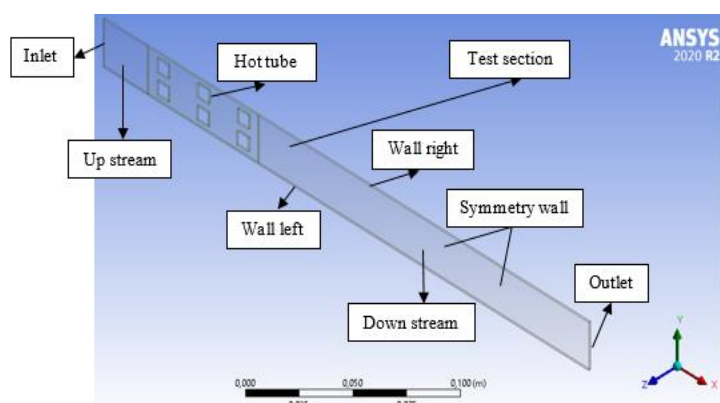 ANSYS
2020 R2
Inlet
Hot tube
Test section
Up stream
Wall right
Wall left
Symmetry wall
Down stream
Outlet
0,000
0,050
0,100 (m)
Y
Z
X